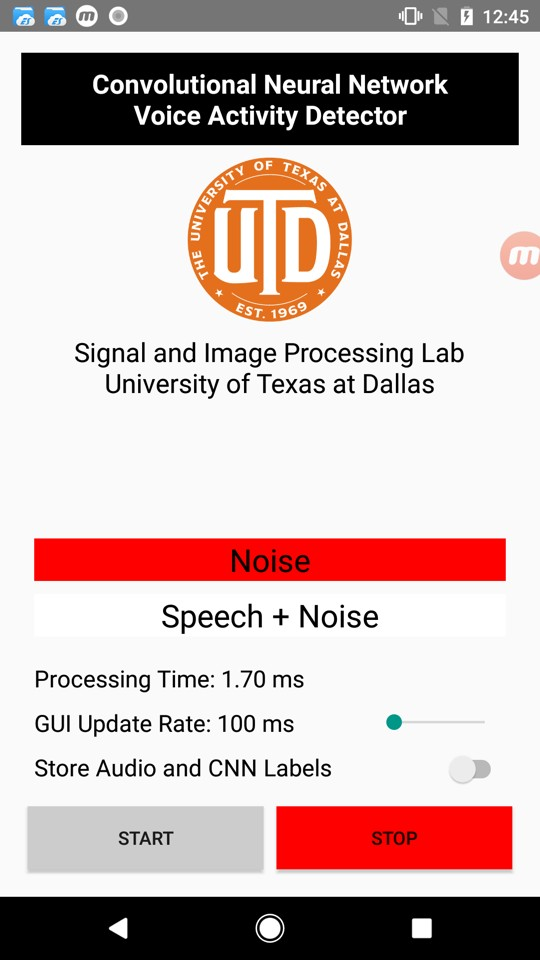 12:45
Convolutional Neural Network
Voice Activity Detector
THE UNIVERSITY OF TEXAS AT DALLAS
UTD
EST. 1969
m
Signal and Image Processing Lab
University of Texas at Dallas
Noise
Speech + Noise
Processing Time: 1.70 ms
GUI Update Rate: 100 ms
Store Audio and CNN Labels
START
STOP